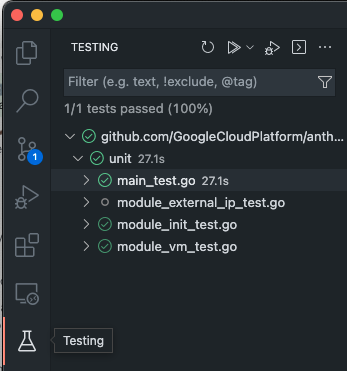 TESTING
Filter (e.g. text, !exclude, @tag)
1/1 tests passed (100%)
github.com/GoogleCloudPlatform/anth...
unit 27.1s
1
main_test.go 27.1s
module_external_ip_test.go
module_init_test.go
module_vm_test.go
Testing